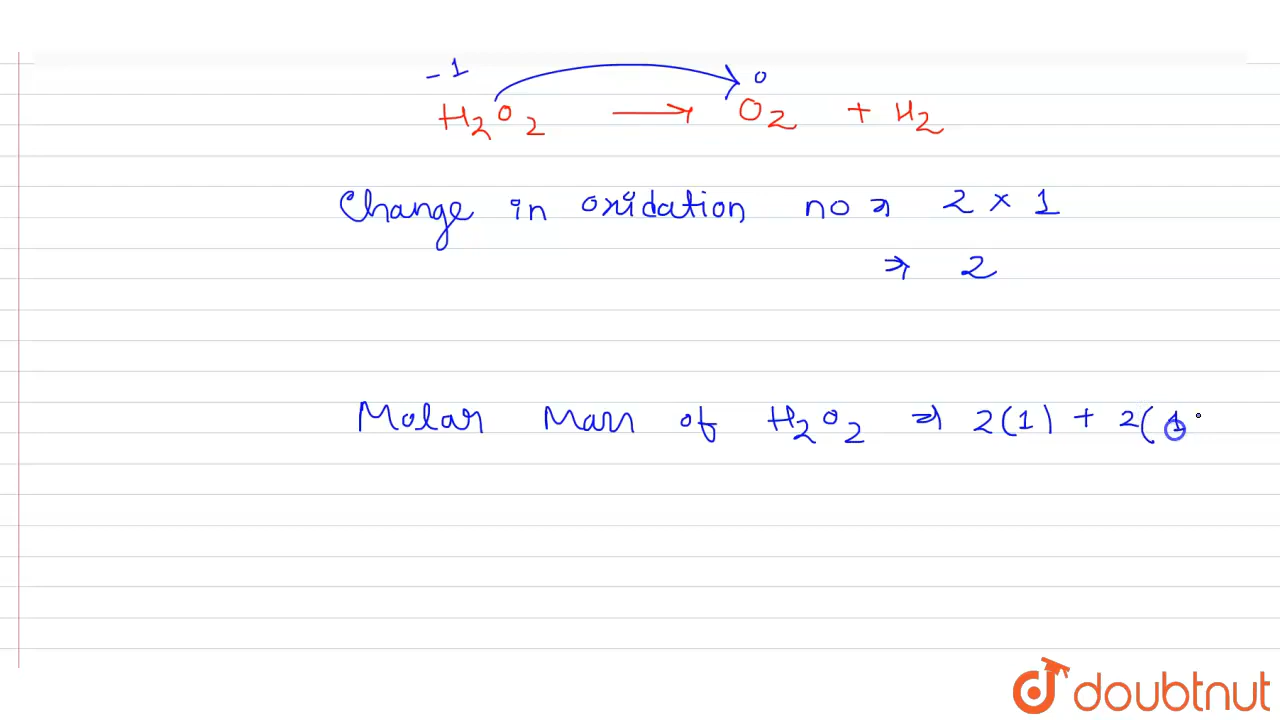 -1 0
H2O2 → O2 + H2
Change in oxidation no ⇒ 2 × 1
⇒ 2
Molar Mass of H2O2 ⇒ 2(1) + 2(1
doubtnut